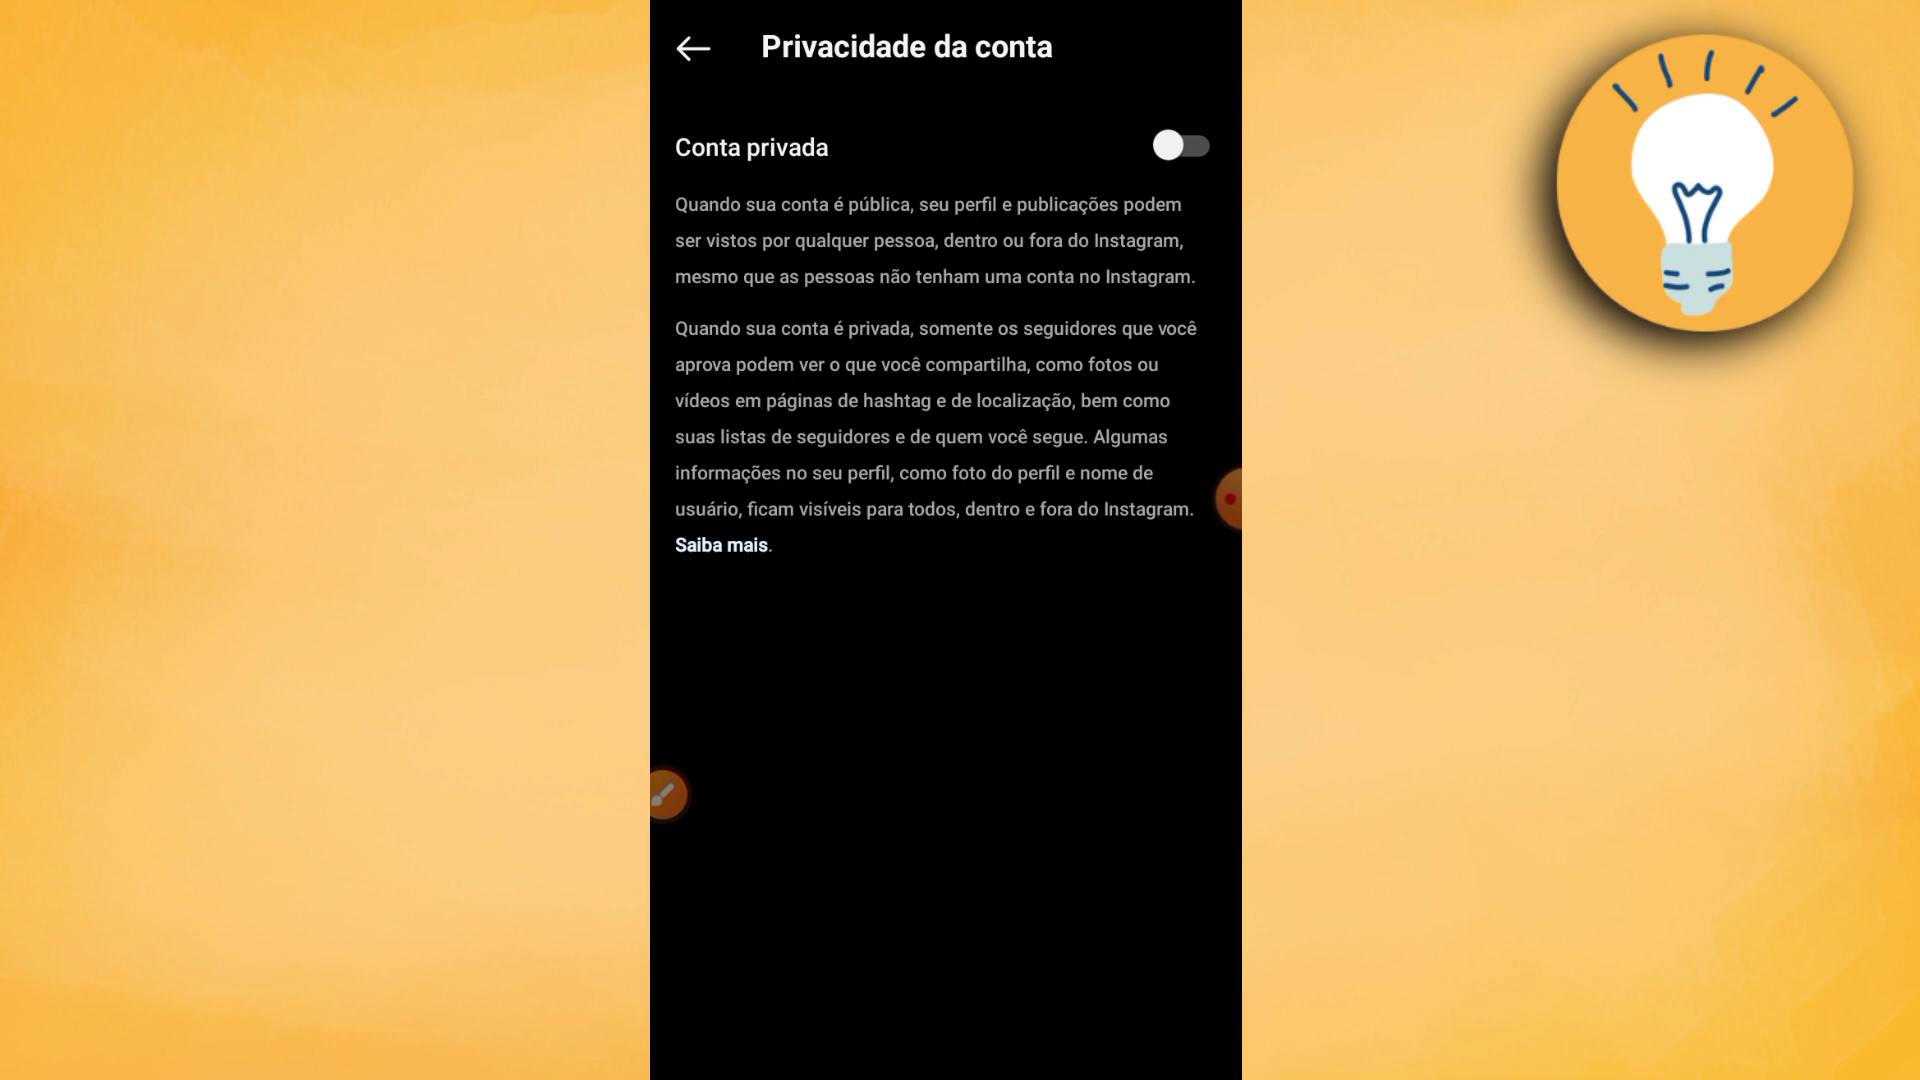 Privacidade da conta
Conta privada
Quando sua conta é pública, seu perfil e publicações podem
ser vistos por qualquer pessoa, dentro ou fora do Instagram,
mesmo que as pessoas não tenham uma conta no Instagram.
Quando sua conta é privada, somente os seguidores que você
aprova podem ver o que você compartilha, como fotos ou
vídeos em páginas de hashtag e de localização, bem como
suas listas de seguidores e de quem você segue. Algumas
informações no seu perfil, como foto do perfil e nome de
usuário, ficam visíveis para todos, dentro e fora do Instagram.
Saiba mais.